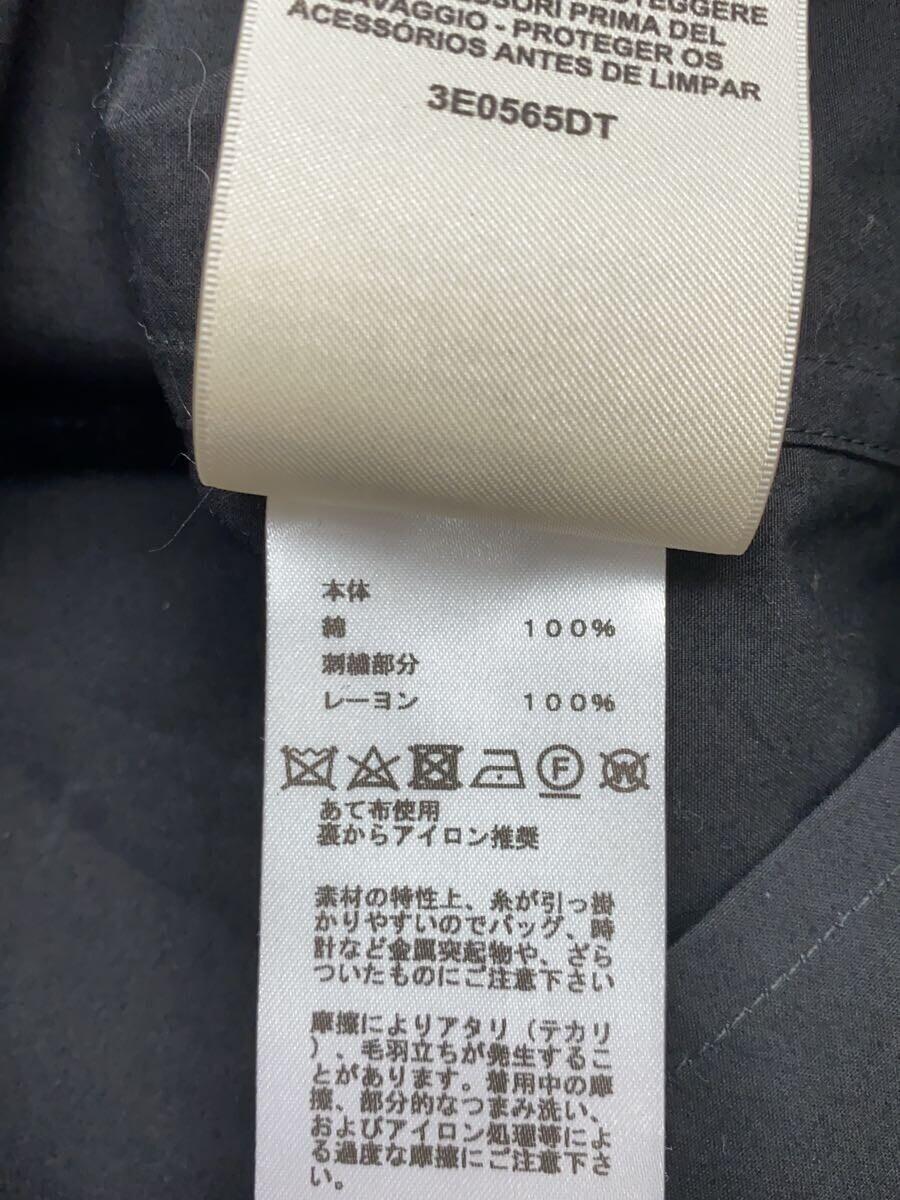 TEGGERE
SORI PRIMA DEL
LAVAGGIO - PROTEGER OS
ACESSÓRIOS ANTES DE LIMPAR
3E0565DT
本体
綿 100%
刺繍部分
レーヨン 100%
F W
あて布使用
裏からアイロン推奨
素材の特性上、糸が引っ掛
かりやすいのでバッグ、時
計など金属突起物や、ざら
ついたものにご注意下さい
摩擦によりアタリ（テカリ
）、毛羽立ちが発生するこ
とがあります。着用中の摩
擦、部分的なつまみ洗い、
およびアイロン処理等によ
る過度な摩擦にご注意下さ
い。